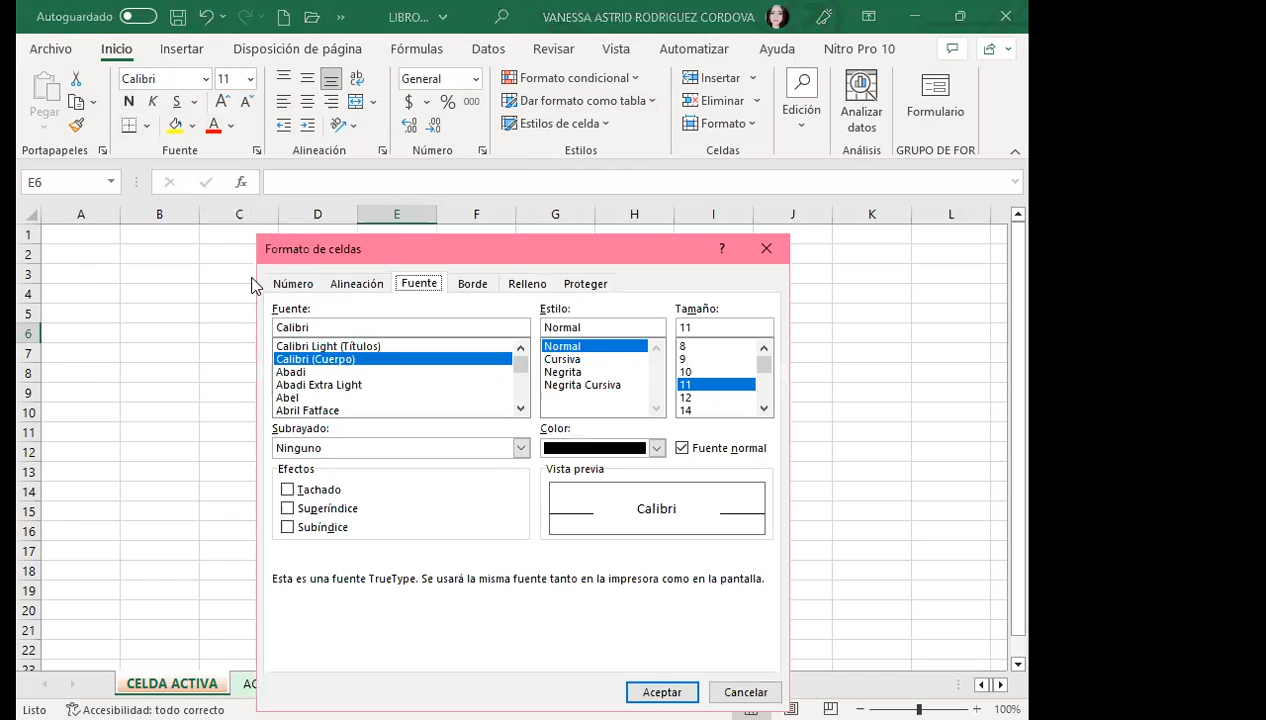 Autoguardado LIBRO... VANESSA ASTRID RODRIGUEZ CORDOVA
Archivo Inicio Insertar Disposición de página Fórmulas Datos Revisar Vista Automatizar Ayuda Nitro Pro 10
Pegar
Calibri 11
N K S
General
$ % 000
Formato condicional
Dar formato como tabla
Estilos de celda
Insertar
Eliminar
Formato
Edición
Analizar datos
Formulario
Portapapeles Fuente Alineación Número Estilos Celdas Análisis GRUPO DE FOR
E6 fx
A B C D E F G H I J K L
1
2
3
4
5
6
7
8
9
10
11
12
13
14
15
16
17
18
19
20
21
22
23
Formato de celdas ?
Número Alineación Fuente Borde Relleno Proteger
Fuente: Estilo: Tamaño:
Calibri Normal 11
Calibri Light (Títulos) Normal 8
Calibri (Cuerpo) Cursiva 9
Abadi Negrita 10
Abadi Extra Light Negrita Cursiva 11
Abel 12
Abril Fatface 14
Subrayado: Color:
Ninguno Fuente normal
Efectos Vista previa
Tachado
Superíndice Calibri
Subíndice
Esta es una fuente TrueType. Se usará la misma fuente tanto en la impresora como en la pantalla.
Aceptar Cancelar
CELDA ACTIVA
Listo Accesibilidad: todo correcto 100%